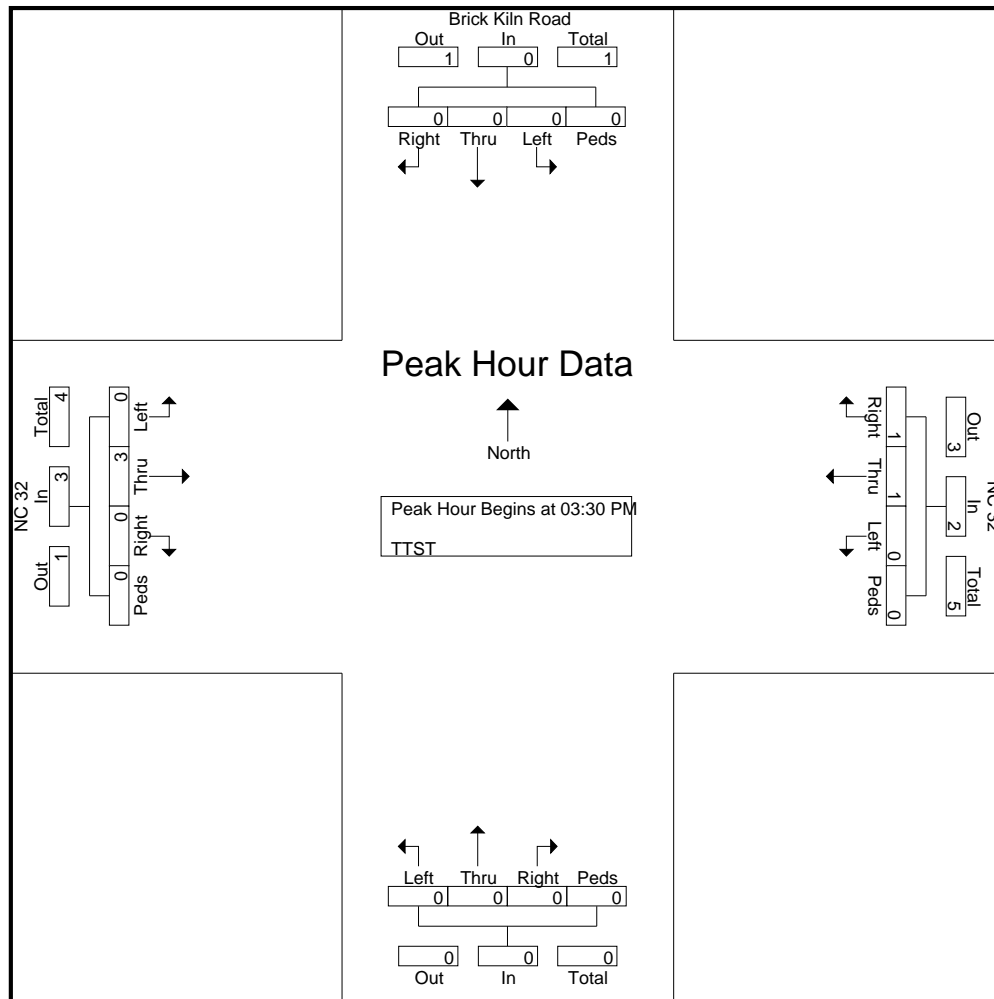 Brick Kiln Road
Out In Total
1 0 1
0 0 0 0
Right Thru Left Peds
Peak Hour Data
North
Peak Hour Begins at 03:30 PM
TTST
NC 32
Total In Out
4 3 1
0 3 0 0
Left Thru Right Peds
Right Thru Left Peds
1 1 0 0
Out In Total
3 2 5
NC 32
Left Thru Right Peds
0 0 0 0
0 0 0
Out In Total